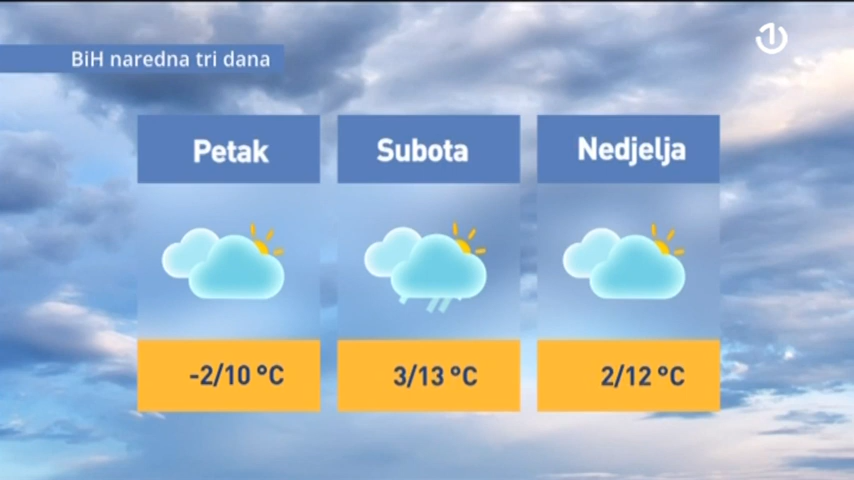 BiH naredna tri dana
Petak
Subota
Nedjelja
-2/10 °C
3/13 °C
2/12 °C